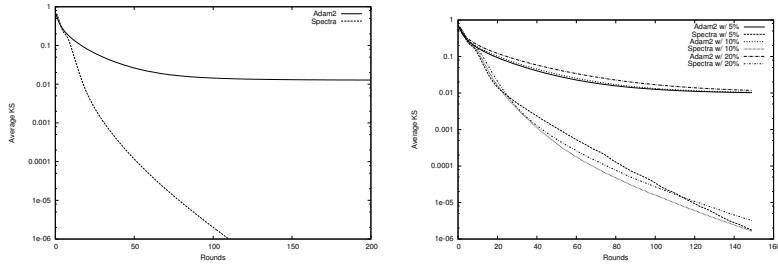 1
0.1
0.01
0.001
0.0001
1e-05
1e-06
0
50
100
150
200
Average KS
Rounds
Adam2
Spectra
1
0.1
0.01
0.001
0.0001
1e-05
1e-06
0
20
40
60
80
100
120
140
160
Average KS
Rounds
Adam2 w/ 5%
Spectra w/ 5%
Adam2 w/ 10%
Spectra w/ 10%
Adam2 w/ 20%
Spectra w/ 20%